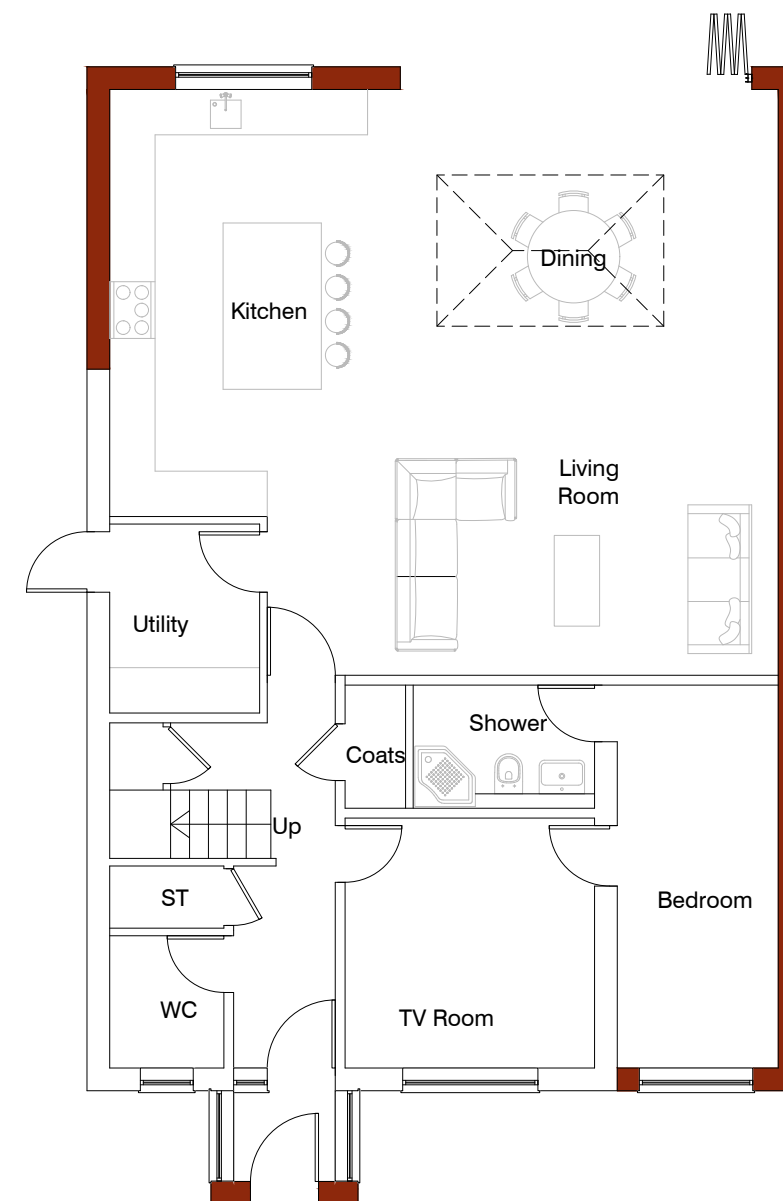 Dining
Kitchen
Living
Room
Utility
Shower
Coats
Up
ST
Bedroom
WC
TV Room